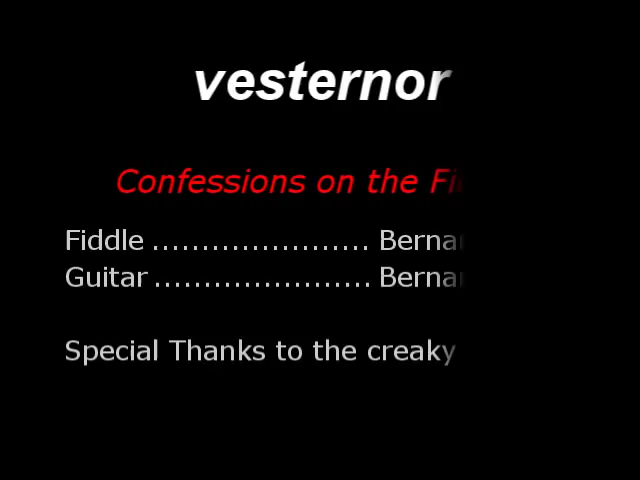 vesternor
Confessions on the
Fiddle ......................
Guitar ......................
Special Thanks to the creaky